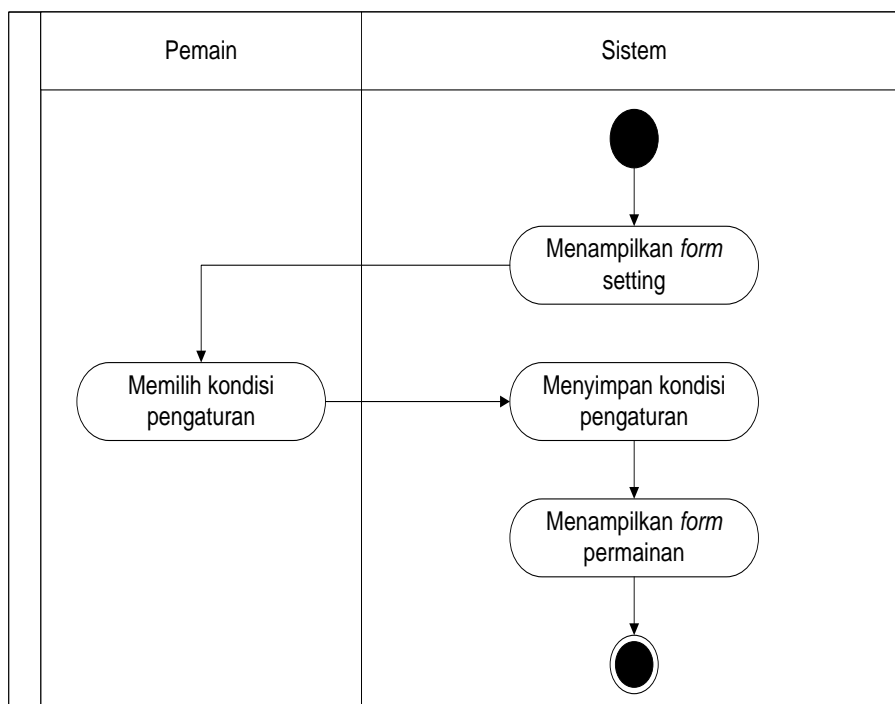 Pemain
Sistem
Menampilkan form
setting
Memilih kondisi
pengaturan
Menyimpan kondisi
pengaturan
Menampilkan form
permainan